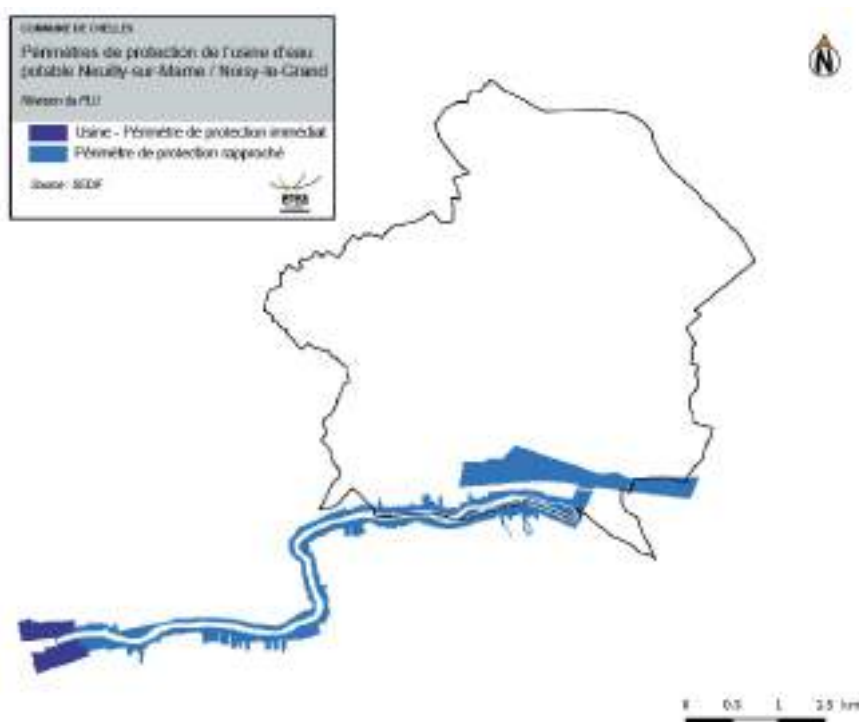 COMMUNE DE CHELLES
Périmètres de protection de l'usine d'eau
potable Neuilly-sur-Marne / Noisy-le-Grand
Révision du PLU
Usine - Périmètre de protection immédiat
Périmètre de protection rapproché
Source : SEDIF
N
0 0.5 1 1.5 km